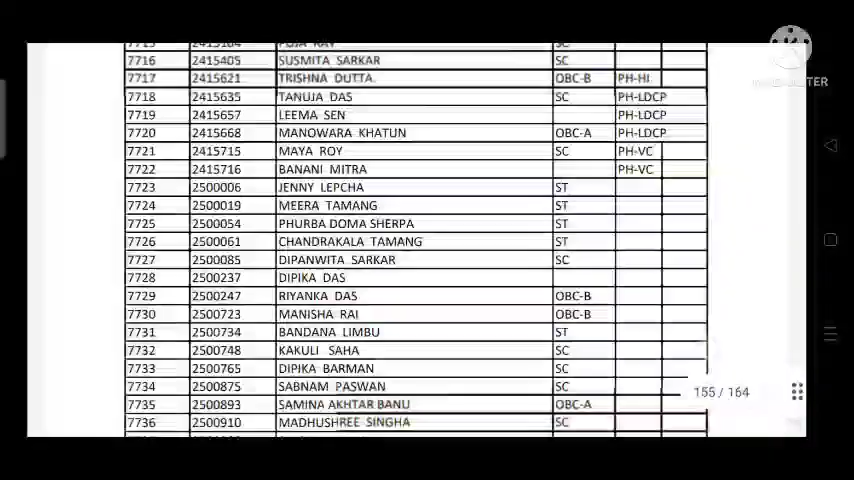 7715 2415184 PUJA RAY SC
7716 2415405 SUSMITA SARKAR SC
7717 2415621 TRISHNA DUTTA OBC-B PH-HI
7718 2415635 TANUJA DAS SC PH-LDCP
7719 2415657 LEEMA SEN PH-LDCP
7720 2415668 MANOWARA KHATUN OBC-A PH-LDCP
7721 2415715 MAYA ROY SC PH-VC
7722 2415716 BANANI MITRA PH-VC
7723 2500006 JENNY LEPCHA ST
7724 2500019 MEERA TAMANG ST
7725 2500054 PHURBA DOMA SHERPA ST
7726 2500061 CHANDRAKALA TAMANG ST
7727 2500085 DIPANWITA SARKAR SC
7728 2500237 DIPIKA DAS
7729 2500247 RIYANKA DAS OBC-B
7730 2500723 MANISHA RAI OBC-B
7731 2500734 BANDANA LIMBU ST
7732 2500748 KAKULI SAHA SC
7733 2500765 DIPIKA BARMAN SC
7734 2500875 SABNAM PASWAN SC
155 / 164
7735 2500893 SAMINA AKHTAR BANU OBC-A
7736 2500910 MADHUSHREE SINGHA SC